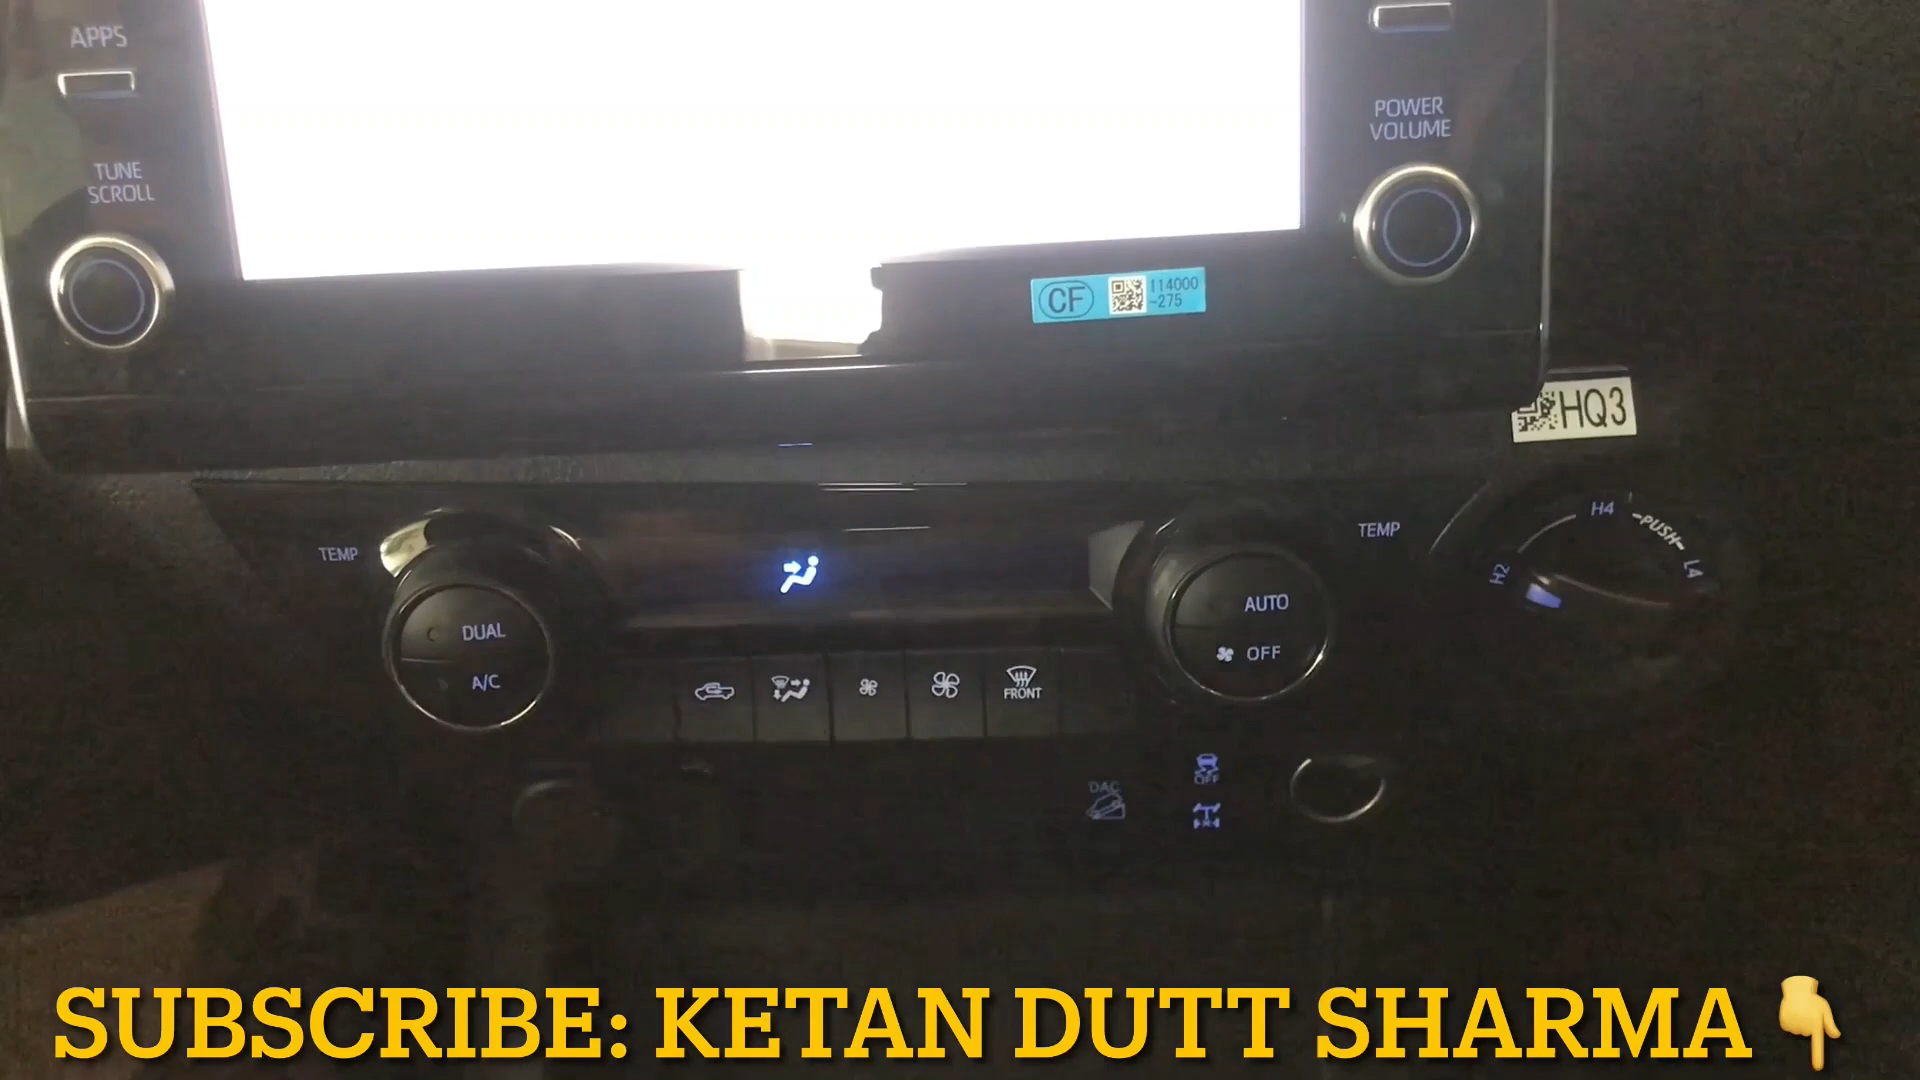 APPS
TUNE
SCROLL
POWER
VOLUME
CF
114000
-275
HQ3
TEMP
DUAL
A/C
AUTO
OFF
TEMP
H2
H4
-PUSH-
L4
FRONT
DAC
OFF
SUBSCRIBE: KETAN DUTT SHARMA👇